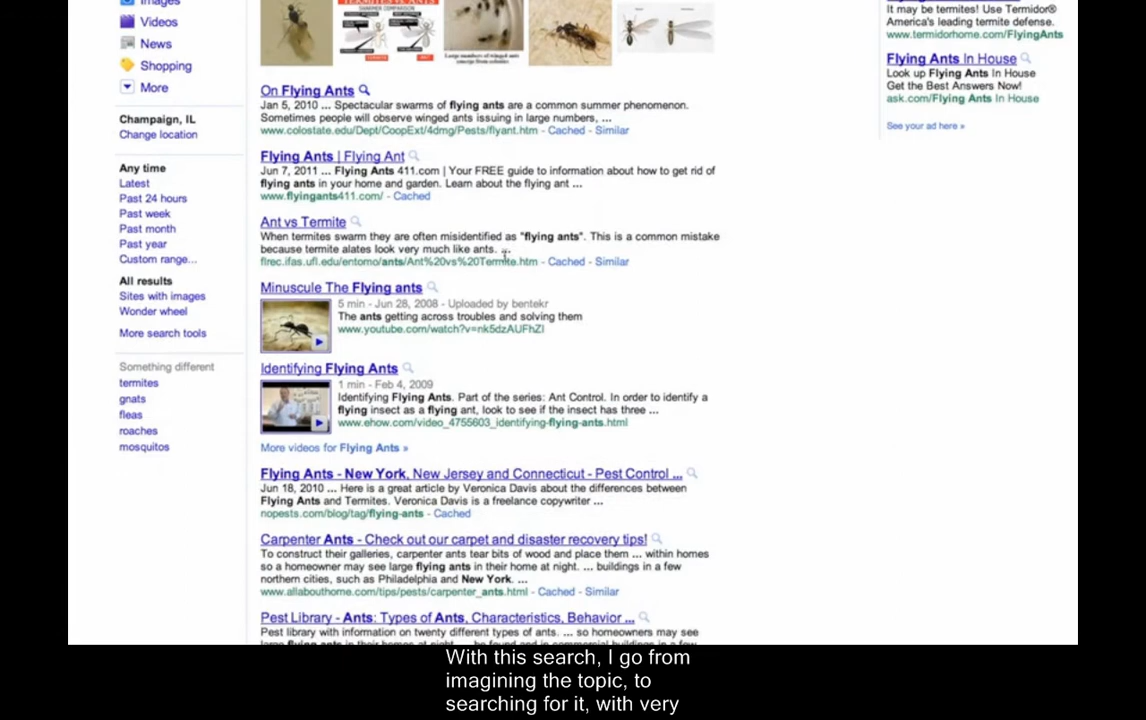 Images
It may be termites! Use Termidor®
Videos
America's leading termite defense.
www.termidorhome.com/FlyingAnts
News
Shopping
Flying Ants In House
Look up Flying Ants In House
More
Get the Best Answers Now!
On Flying Ants
ask.com/Flying Ants In House
Jan 5, 2010 ... Spectacular swarms of flying ants are a common summer phenomenon.
Sometimes people will observe winged ants issuing in large numbers, ...
Champaign, IL
See your ad here »
www.colostate.edu/Dept/CoopExt/4dmg/Pests/flyant.htm - Cached - Similar
Change location
Flying Ants | Flying Ant
Any time
Jun 7, 2011 ... Flying Ants 411.com | Your FREE guide to information about how to get rid of
Latest
flying ants in your home and garden. Learn about the flying ant ...
Past 24 hours
www.flyingants411.com/ - Cached
Past week
Ant vs Termite
Past month
When termites swarm they are often misidentified as "flying ants". This is a common mistake
Past year
because termite alates look very much like ants. ...
Custom range...
flrec.ifas.ufl.edu/entomo/ants/Ant%20vs%20Termite.htm - Cached - Similar
All results
Minuscule The Flying ants
Sites with images
5 min - Jun 28, 2008 - Uploaded by bentekr
Wonder wheel
The ants getting across troubles and solving them
www.youtube.com/watch?v=nk5dzAUFhZI
More search tools
Something different
Identifying Flying Ants
termites
1 min - Feb 4, 2009
gnats
Identifying Flying Ants. Part of the series: Ant Control. In order to identify a
fleas
flying insect as a flying ant, look to see if the insect has three ...
www.ehow.com/video_4755603_identifying-flying-ants.html
roaches
mosquitos
More videos for Flying Ants »
Flying Ants - New York, New Jersey and Connecticut - Pest Control ...
Jun 18, 2010 ... Here is a great article by Veronica Davis about the differences between
Flying Ants and Termites. Veronica Davis is a freelance copywriter ...
nopests.com/blog/tag/flying-ants - Cached
Carpenter Ants - Check out our carpet and disaster recovery tips!
To construct their galleries, carpenter ants tear bits of wood and place them ... within homes
so a homeowner may see large flying ants in their home at night. ... buildings in a few
northern cities, such as Philadelphia and New York. ...
www.allabouthome.com/tips/pests/carpenter_ants.html - Cached - Similar
Pest Library - Ants: Types of Ants, Characteristics, Behavior ...
Pest library with information on twenty different types of ants. ... so homeowners may see
With this search, I go from
imagining the topic, to
searching for it, with very